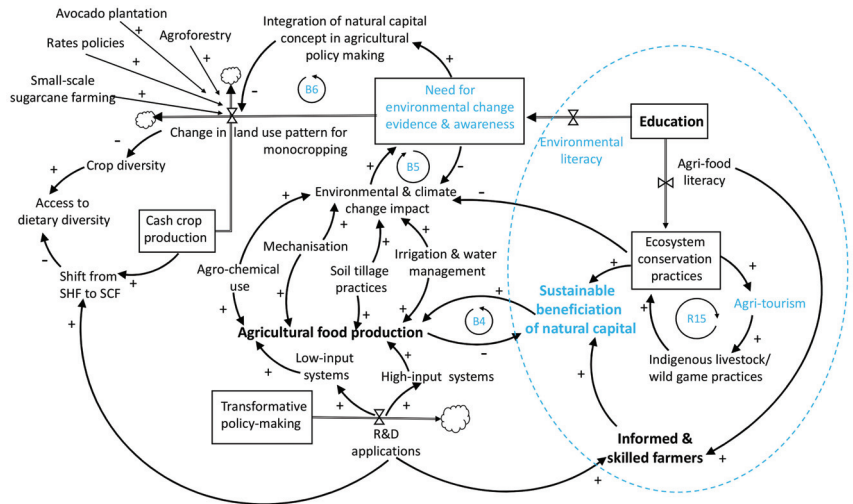 Avocado plantation
Rates policies
Agroforestry
Small-scale
sugarcane farming
Integration of natural capital
concept in agricultural
policy making
B6
Need for
environmental change
evidence & awareness
Education
Environmental
literacy
Agri-food
literacy
Change in land use pattern for
monocropping
Crop diversity
Access to
dietary diversity
Cash crop
production
Shift from
SHF to SCF
B5
Environmental & climate
change impact
Mechanisation
Agro-chemical
use
Soil tillage
practices
Irrigation & water
management
Agricultural food production
B4
Sustainable
beneficiation
of natural capital
Ecosystem
conservation
practices
R15
Agri-tourism
Indigenous livestock/
wild game practices
Low-input
systems
High-input systems
Transformative
policy-making
R&D
applications
Informed &
skilled farmers
+
+
+
+
+
+
-
-
+
-
+
-
+
+
-
-
+
+
+
+
+
+
+
+
+
+
-
+
+
+
+
+
+
+
+
+
+
+
+
+